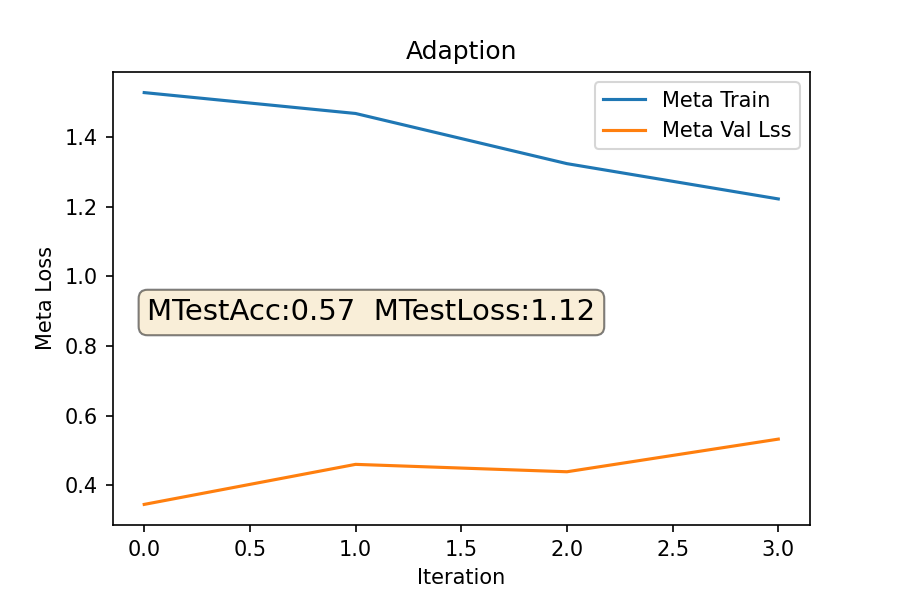 Adaption
Meta Train
Meta Val Lss
1.4
1.2
1.0
0.8
0.6
0.4
Meta Loss
MTestAcc:0.57  MTestLoss:1.12
0.0 0.5 1.0 1.5 2.0 2.5 3.0
Iteration